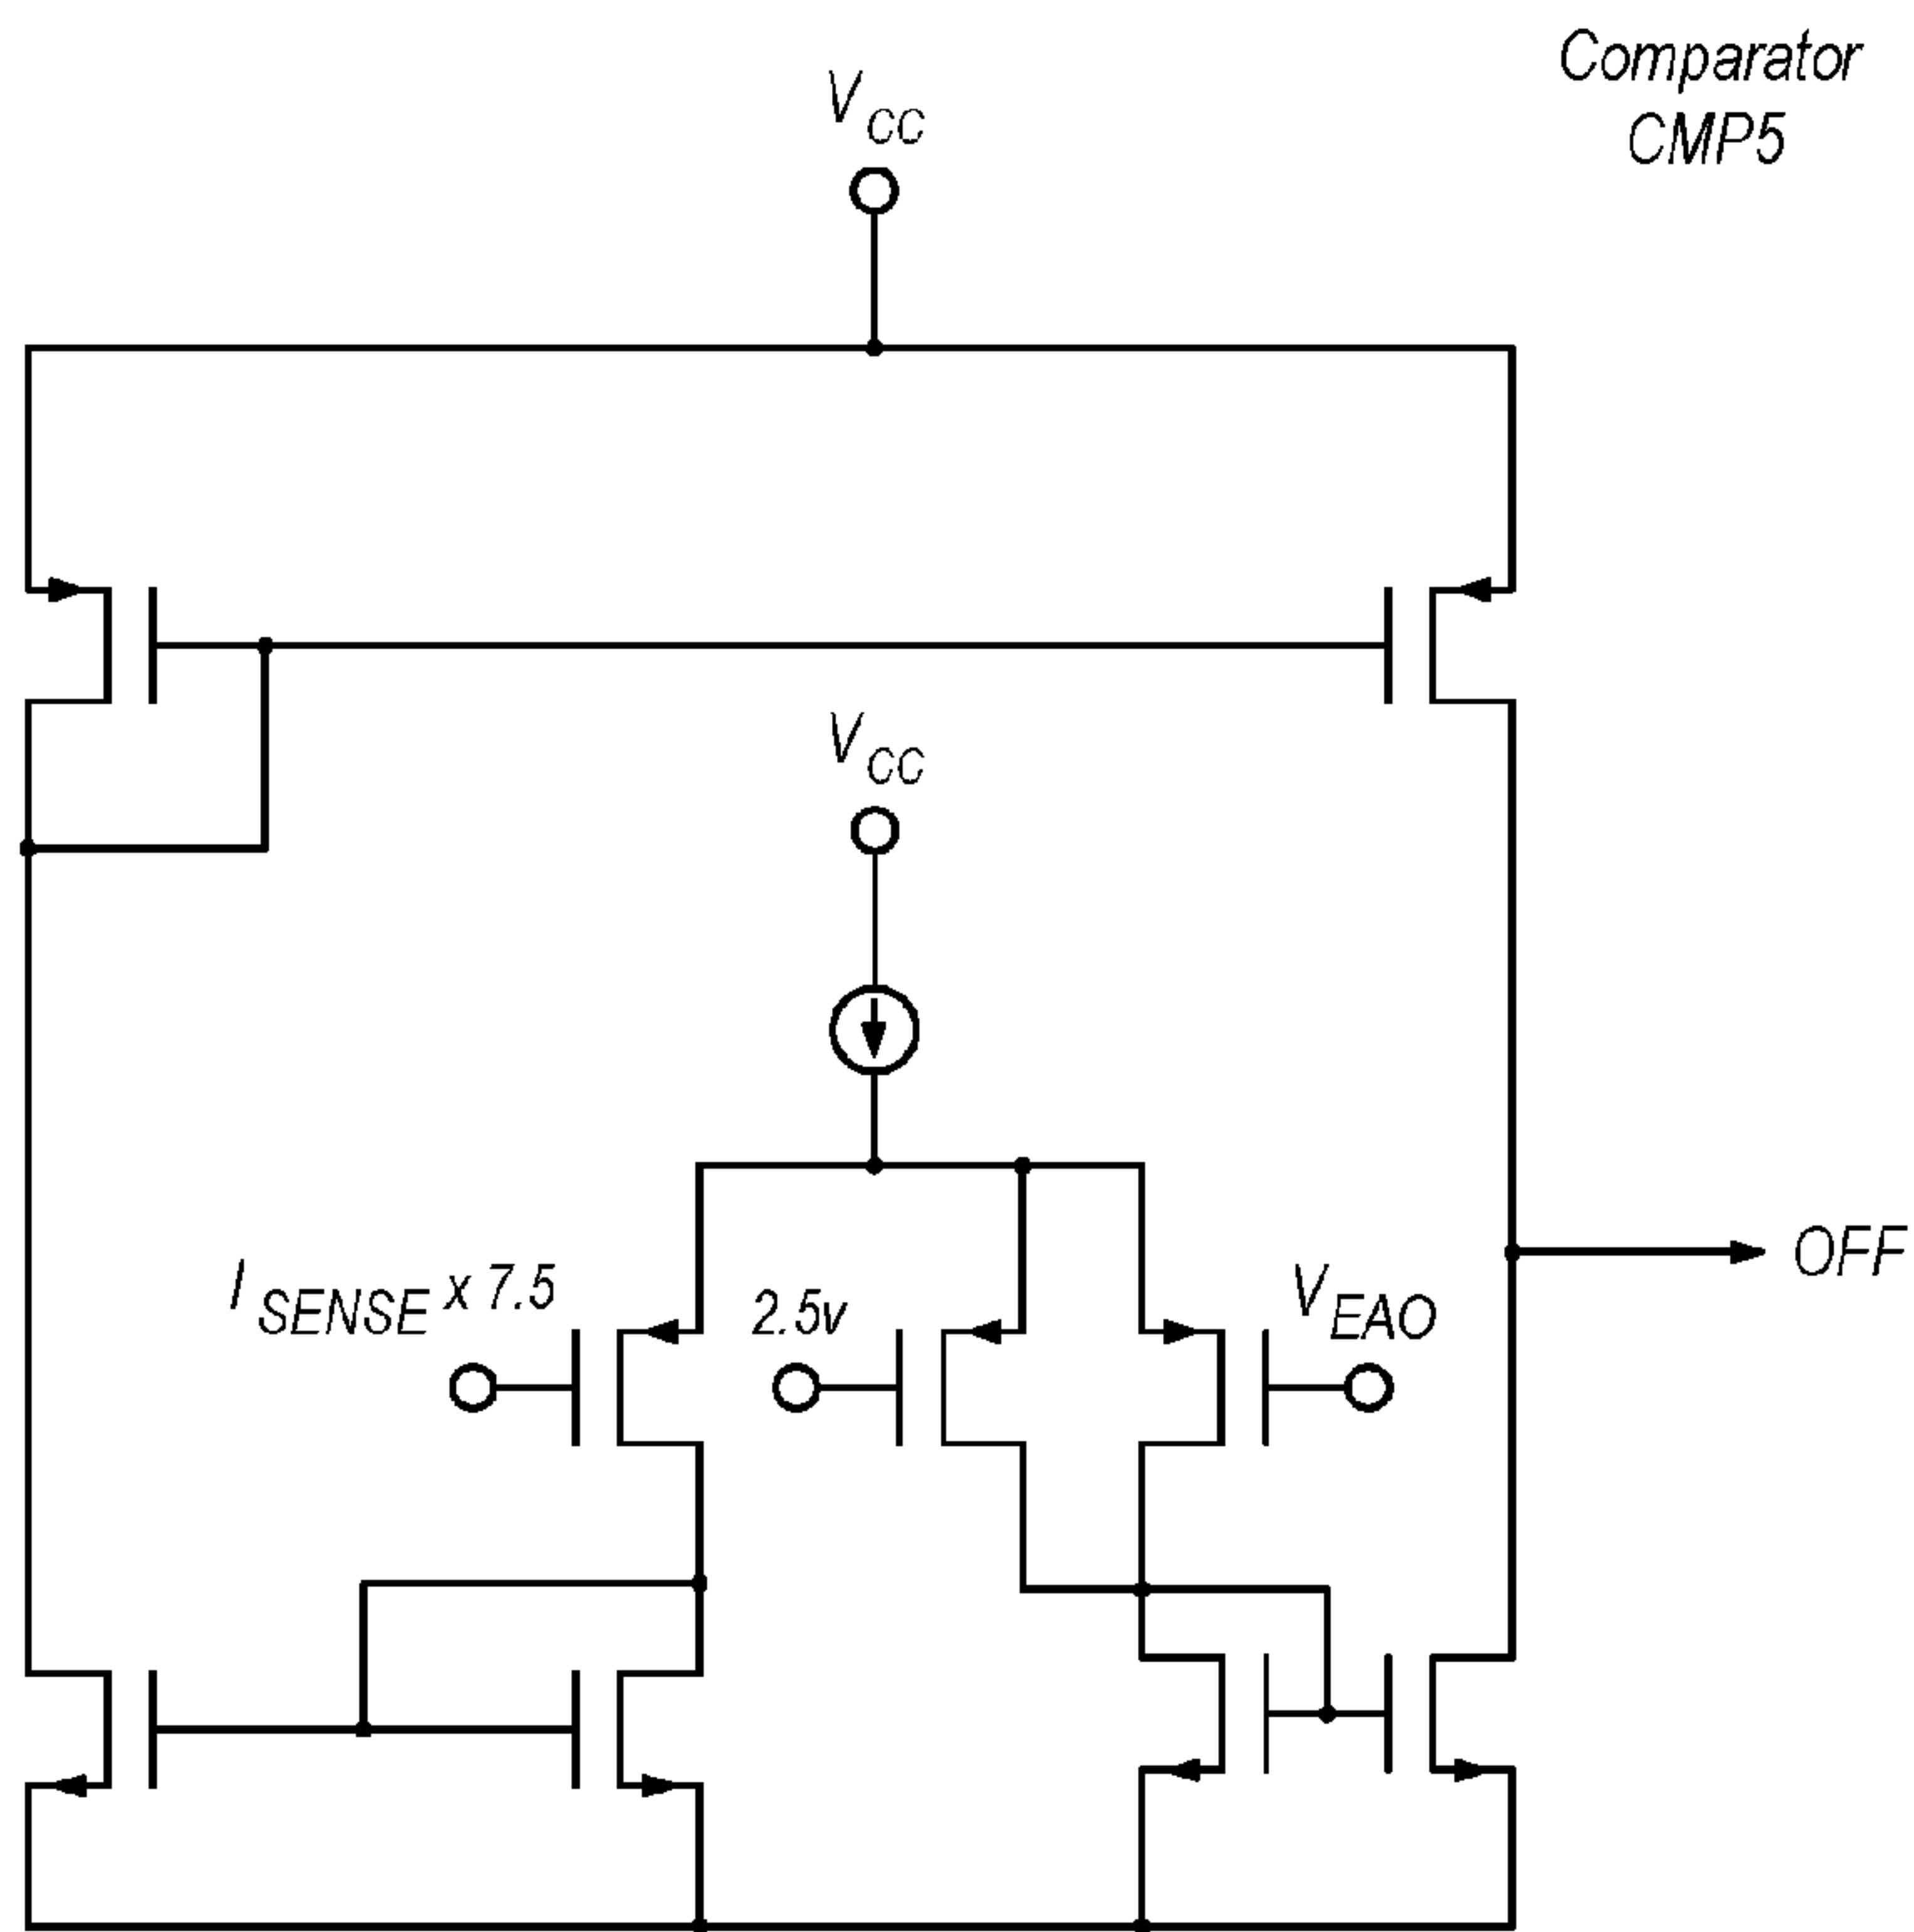 Comparator
CMP5
VCC
VCC
ISENSE x 7.5
2.5v
VEAO
OFF